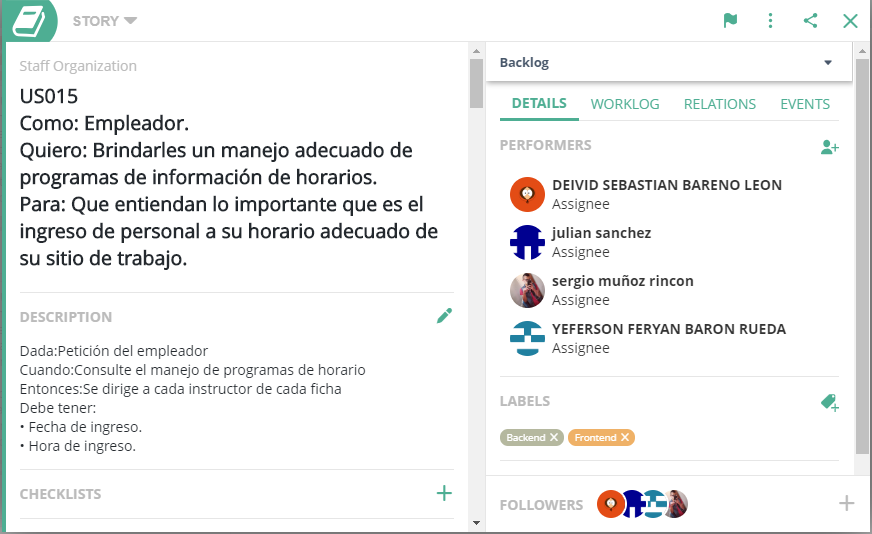 STORY
Staff Organization
US015
Como: Empleador.
Quiero: Brindarles un manejo adecuado de
programas de información de horarios.
Para: Que entiendan lo importante que es el
ingreso de personal a su horario adecuado de
su sitio de trabajo.
DESCRIPTION
Dada:Petición del empleador
Cuando:Consulte el manejo de programas de horario
Entonces:Se dirige a cada instructor de cada ficha
Debe tener:
• Fecha de ingreso.
• Hora de ingreso.
CHECKLISTS
Backlog
DETAILS WORKLOG RELATIONS EVENTS
PERFORMERS
DEIVID SEBASTIAN BARENO LEON
Assignee
julian sanchez
Assignee
sergio muñoz rincon
Assignee
YEFERSON FERYAN BARON RUEDA
Assignee
LABELS
Backend X Frontend X
FOLLOWERS